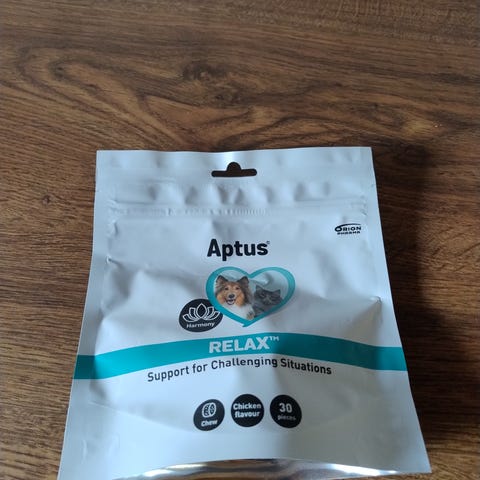 ORION
PHARMA
Aptus®
Harmony
RELAX™
Support for Challenging Situations
Chew
Chicken
flavour
30
pieces